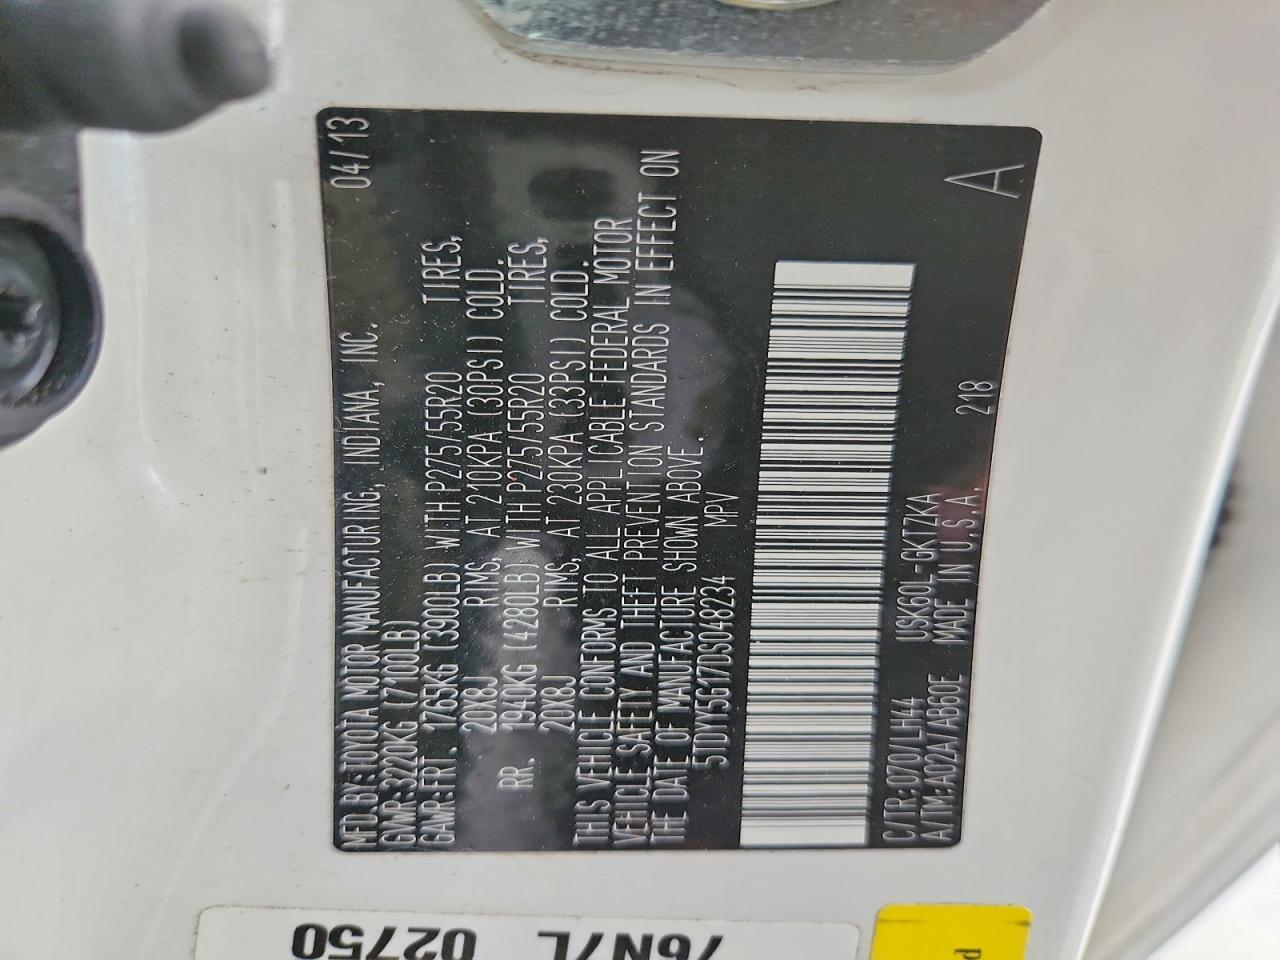 MFD.BY:TOYOTA MOTOR MANUFACTURING, INDIANA, INC. 04/13
GVWR:3220KG (7100LB)
GAWR:FRT. 1765KG (3900LB) WITH P275/55R20 TIRES,
20X8J RIMS, AT 210KPA (30PSI) COLD.
RR. 1940KG (4280LB) WITH P275/55R20 TIRES,
20X8J RIMS, AT 230KPA (33PSI) COLD.
THIS VEHICLE CONFORMS TO ALL APPLICABLE FEDERAL MOTOR
VEHICLE SAFETY AND THEFT PREVENTION STANDARDS IN EFFECT ON
THE DATE OF MANUFACTURE SHOWN ABOVE.
5TDYY5G17DS048234 MPV
C/TR:070/LH44 USK60L-GKTZKA
A/TM:A02A/AB60E MADE IN U.S.A. 218 A
76N7L 02750